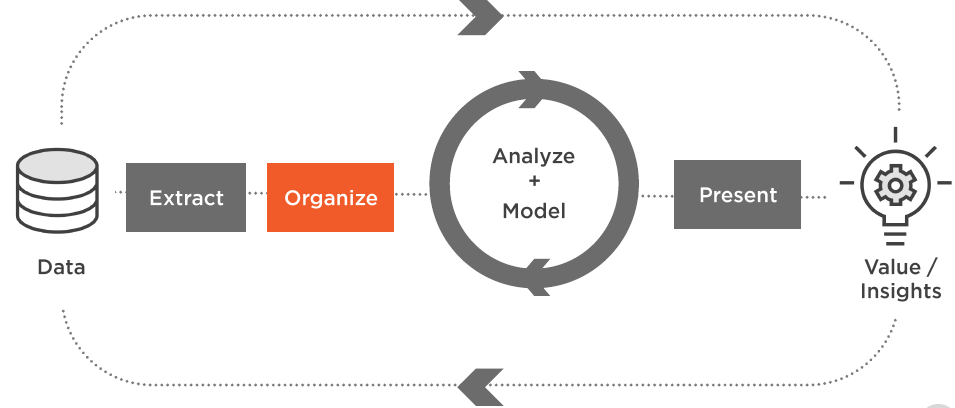 Extract
Organize
Analyze
+
Model
Present
Data
Value /
Insights